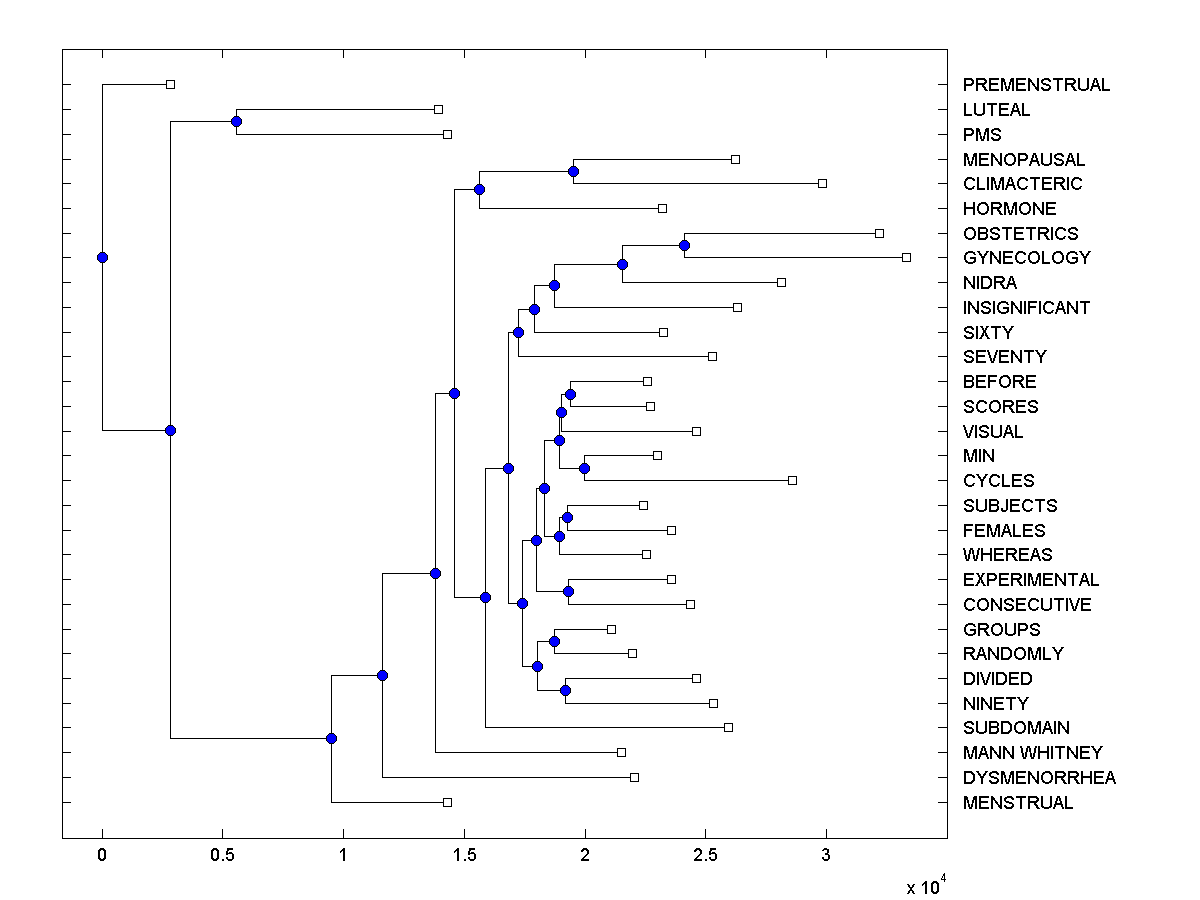 PREMENSTRUAL
LUTEAL
PMS
MENOPAUSAL
CLIMACTERIC
HORMONE
OBSTETRICS
GYNECOLOGY
NIDRA
INSIGNIFICANT
SIXTY
SEVENTY
BEFORE
SCORES
VISUAL
MIN
CYCLES
SUBJECTS
FEMALES
WHEREAS
EXPERIMENTAL
CONSECUTIVE
GROUPS
RANDOMLY
DIVIDED
NINETY
SUBDOMAIN
MANN WHITNEY
DYSMENORRHEA
MENSTRUAL
0 0.5 1 1.5 2 2.5 3
x 10^4